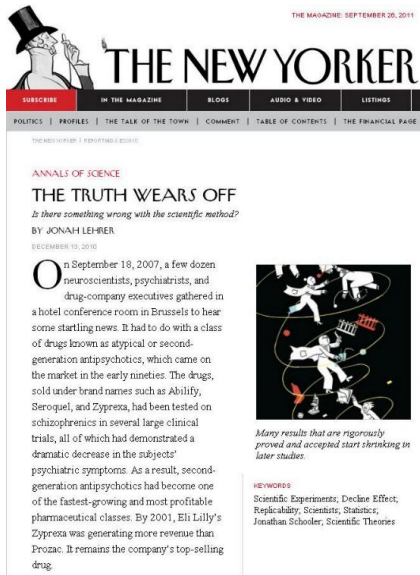 THE MAGAZINE: SEPTEMBER 26, 2011
THE NEW YORKER
SUBSCRIBE IN THE MAGAZINE BLOGS AUDIO & VIDEO LISTINGS
POLITICS | PROFILES | THE TALK OF THE TOWN | COMMENT | TABLE OF CONTENTS | THE FINANCIAL PAGE
THE NEW YORKER | REPORTING & ESSAYS
ANNALS OF SCIENCE
THE TRUTH WEARS OFF
Is there something wrong with the scientific method?
BY JONAH LEHRER
DECEMBER 13, 2010
On September 18, 2007, a few dozen
neuroscientists, psychiatrists, and
drug-company executives gathered in
a hotel conference room in Brussels to hear
some startling news. It had to do with a class
of drugs known as atypical or second-
generation antipsychotics, which came on
the market in the early nineties. The drugs,
sold under brand names such as Abilify,
Seroquel, and Zyprexa, had been tested on
schizophrenics in several large clinical
trials, all of which had demonstrated a
dramatic decrease in the subjects'
psychiatric symptoms. As a result, second-
generation antipsychotics had become one
of the fastest-growing and most profitable
pharmaceutical classes. By 2001, Eli Lilly's
Zyprexa was generating more revenue than
Prozac. It remains the company's top-selling
drug.
Many results that are rigorously
proved and accepted start shrinking in
later studies.
KEYWORDS
Scientific Experiments; Decline Effect;
Replicability; Scientists; Statistics;
Jonathan Schooler; Scientific Theories